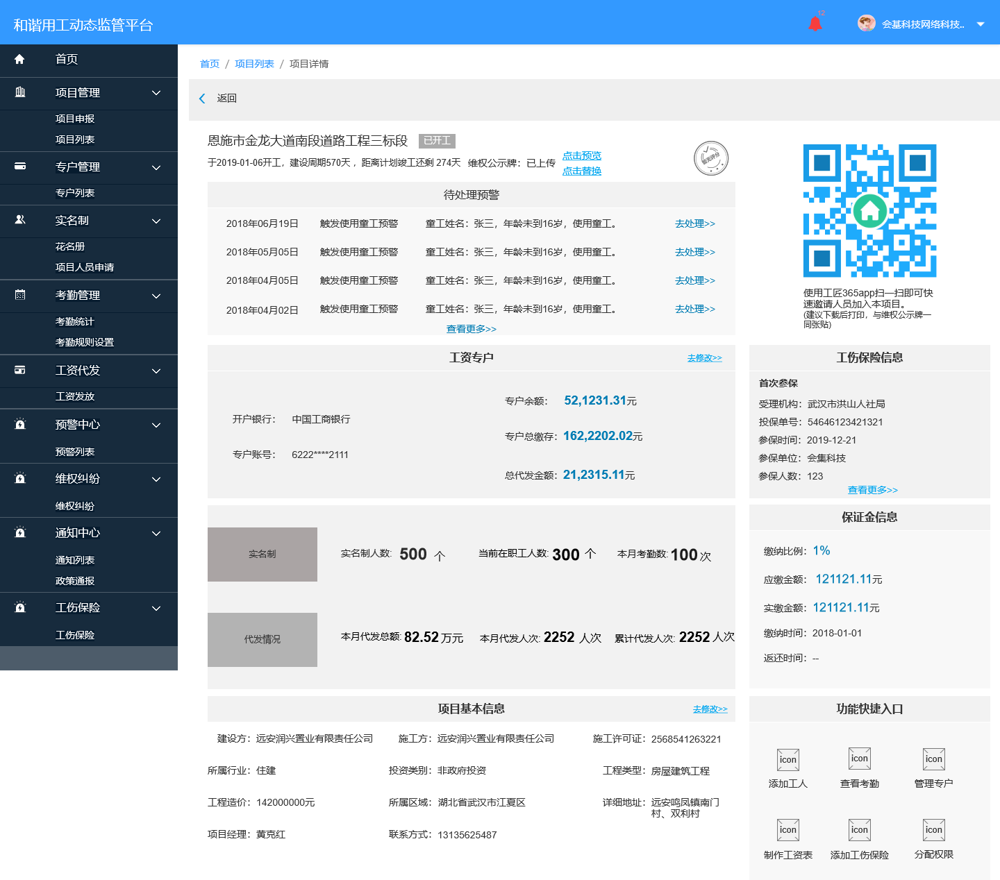 和谐用工动态监管平台
12
会基科技网络科技..
首页
项目管理
项目申报
项目列表
专户管理
专户列表
实名制
花名册
项目人员申请
考勤管理
考勤统计
考勤规则设置
工资代发
工资发放
预警中心
预警列表
维权纠纷
维权纠纷
通知中心
通知列表
政策通报
工伤保险
工伤保险
首页 / 项目列表 / 项目详情
返回
恩施市金龙大道南段道路工程三标段 已开工
于2019-01-06开工，建设周期570天 ，距离计划竣工还剩 274天 维权公示牌：已上传
点击预览
点击替换
暂无评分
待处理预警
2018年06月19日 触发使用童工预警 童工姓名：张三，年龄未到16岁，使用童工。 去处理>>
2018年05月05日 触发使用童工预警 童工姓名：张三，年龄未到16岁，使用童工。 去处理>>
2018年04月05日 触发使用童工预警 童工姓名：张三，年龄未到16岁，使用童工。 去处理>>
2018年04月02日 触发使用童工预警 童工姓名：张三，年龄未到16岁，使用童工。 去处理>>
查看更多>>
使用工匠365app扫一扫即可快
速邀请人员加入本项目。
(建议下载后打印，与维权公示牌一
同张贴)
工资专户 去修改>>
开户银行： 中国工商银行
专户账号： 6222****2111
专户余额： 52,1231.31元
专户总缴存：162,2202.02元
总代发金额：21,2315.11元
工伤保险信息
首次参保
受理机构：武汉市洪山人社局
投保单号：54646123421321
参保时间：2019-12-21
参保单位：会集科技
参保人数：123
查看更多>>
实名制
实名制人数: 500 个 当前在职工人数: 300 个 本月考勤数: 100 次
代发情况
本月代发总额: 82.52 万元 本月代发人次: 2252 人次 累计代发人次: 2252 人次
保证金信息
缴纳比例：1%
应缴金额： 121121.11元
实缴金额：121121.11元
缴纳时间：2018-01-01
返还时间：--
项目基本信息 去修改>>
建设方：远安润兴置业有限责任公司 施工方：远安润兴置业有限责任公司 施工许可证：2568541263221
所属行业：住建 投资类别：非政府投资 工程类型：房屋建筑工程
工程造价：142000000元 所属区域：湖北省武汉市江夏区 详细地址：远安鸣凤镇南门
村、双利村
项目经理：黄克红 联系方式：13135625487
功能快捷入口
icon icon icon
添加工人 查看考勤 管理专户
icon icon icon
制作工资表 添加工伤保险 分配权限